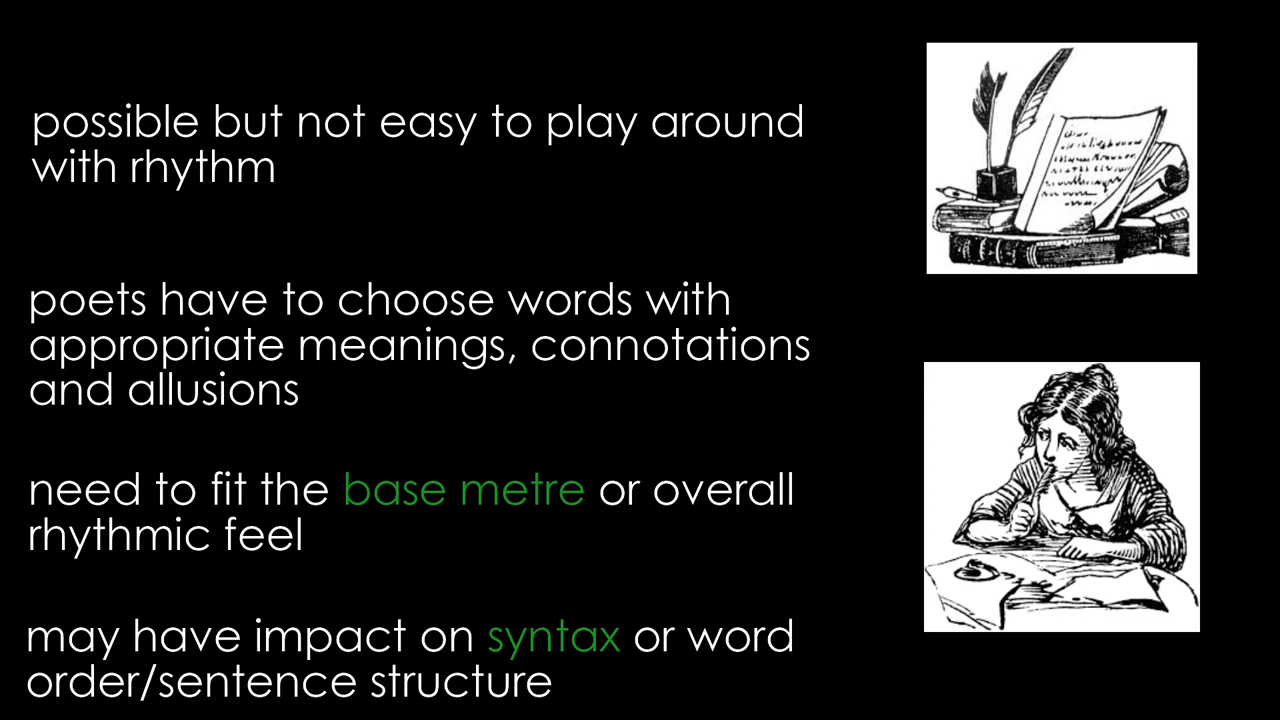 possible but not easy to play around
with rhythm
poets have to choose words with
appropriate meanings, connotations
and allusions
need to fit the base metre or overall
rhythmic feel
may have impact on syntax or word
order/sentence structure